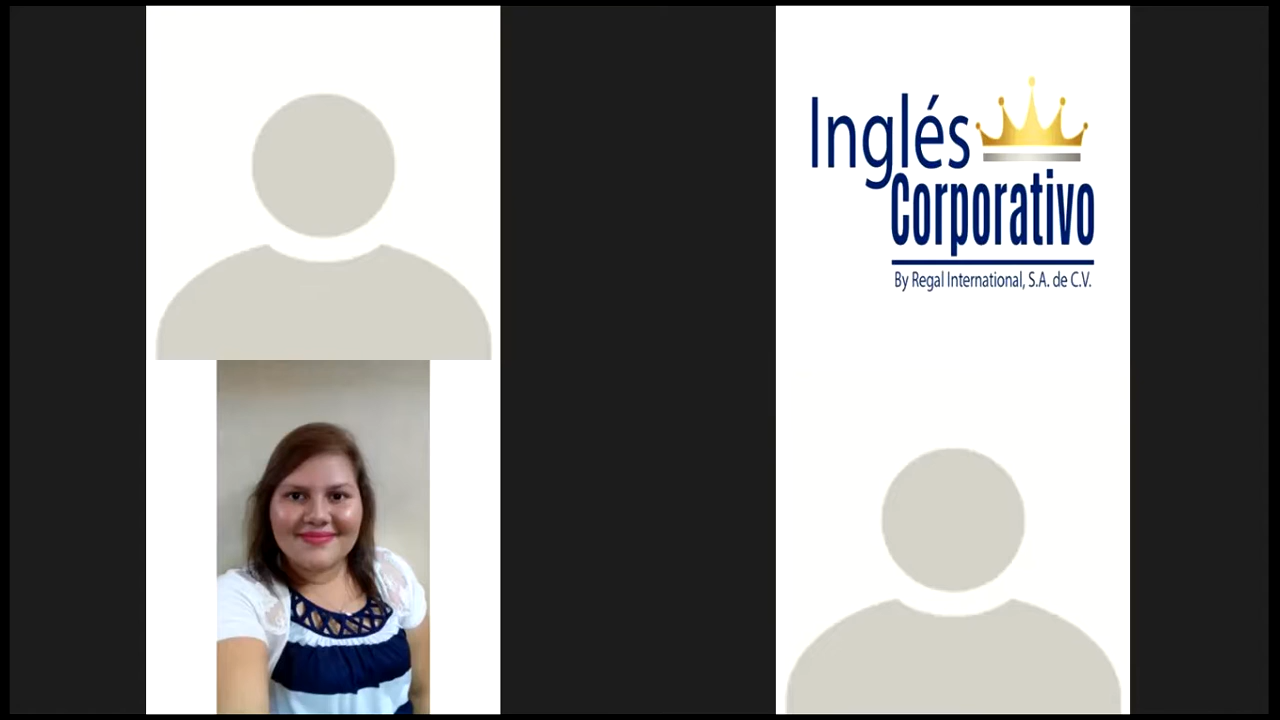 Inglés
Corporativo
By Regal International, S.A. de C.V.